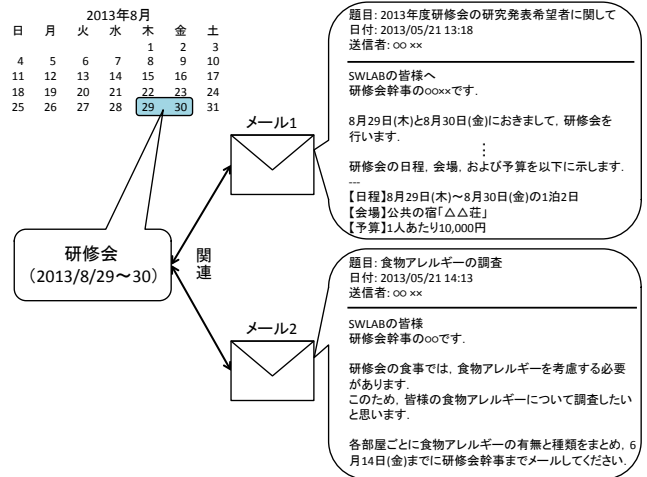 2013年8月
日 月 火 水 木 金 土
1 2 3
4 5 6 7 8 9 10
11 12 13 14 15 16 17
18 19 20 21 22 23 24
25 26 27 28 29 30 31
研修会
(2013/8/29〜30)
関連
メール1
題目: 2013年度研修会の研究発表希望者に関して
日付: 2013/05/21 13:18
送信者: ○○ ××
SWLABの皆様へ
研修会幹事の○○××です.
8月29日(木)と8月30日(金)におきまして, 研修会を
行います.
⋮
研修会の日程, 会場, および予算を以下に示します.
---
【日程】8月29日(木)〜8月30日(金)の1泊2日
【会場】公共の宿「△△荘」
【予算】1人あたり10,000円
メール2
題目: 食物アレルギーの調査
日付: 2013/05/21 14:13
送信者: ○○ ××
SWLABの皆様
研修会幹事の○○です.
研修会の食事では, 食物アレルギーを考慮する必要
があります.
このため, 皆様の食物アレルギーについて調査したい
と思います.
各部屋ごとに食物アレルギーの有無と種類をまとめ, 6
月14日(金)までに研修会幹事までメールしてください.